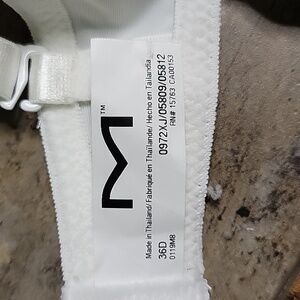 M™
Made in Thailand/ Fabriqué en Thaïlande/ Hecho en Tailandia
0972XJ/05809/05812
36D
RN# 15763 CA00153
0119M8